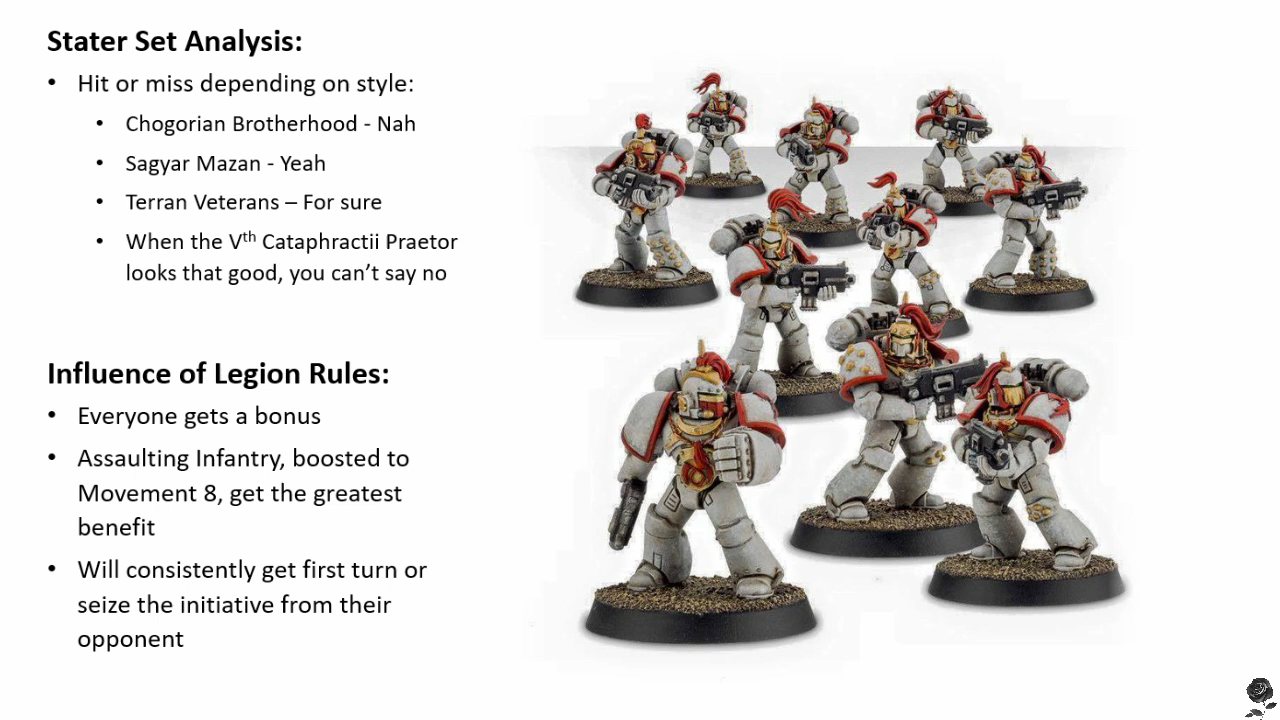 Stater Set Analysis:
• Hit or miss depending on style:
• Chogorian Brotherhood - Nah
• Sagyar Mazan - Yeah
• Terran Veterans – For sure
• When the Vth Cataphractii Praetor
looks that good, you can’t say no
Influence of Legion Rules:
• Everyone gets a bonus
• Assaulting Infantry, boosted to
Movement 8, get the greatest
benefit
• Will consistently get first turn or
seize the initiative from their
opponent